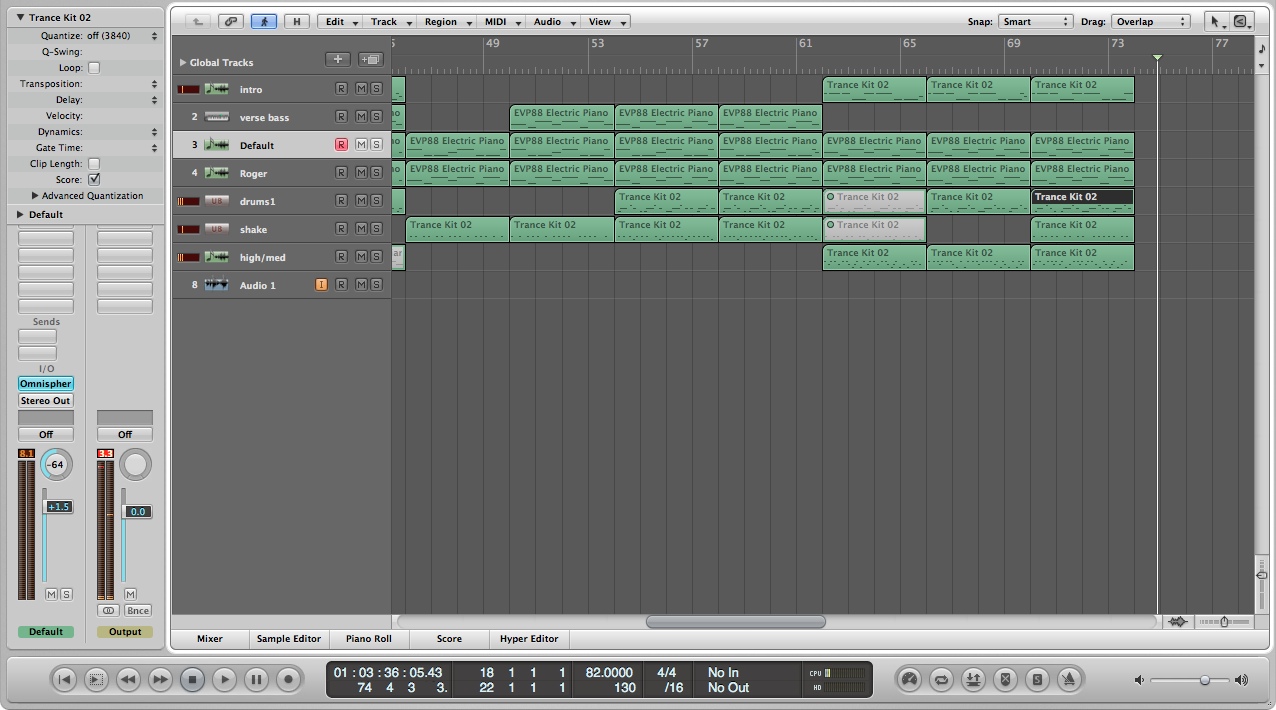 Trance Kit 02
Quantize: off (3840)
Q-Swing:
Loop:
Transposition:
Delay:
Velocity:
Dynamics:
Gate Time:
Clip Length:
Score:
Advanced Quantization
Default
Sends
I/O
Omnispher
Stereo Out
Off
Off
8.1
-64
3.3
+1.5
0.0
M S
M
Bnce
Default
Output
H
Edit
Track
Region
MIDI
Audio
View
Snap: Smart
Drag: Overlap
49 53 57 61 65 69 73 77
Global Tracks
intro R M S
Trance Kit 02 Trance Kit 02 Trance Kit 02
2 verse bass R M S
EVP88 Electric Piano EVP88 Electric Piano EVP88 Electric Piano
3 Default R M S
EVP88 Electric Piano EVP88 Electric Piano EVP88 Electric Piano EVP88 Electric Piano EVP88 Electric Piano EVP88 Electric Piano EVP88 Electric Piano
4 Roger R M S
EVP88 Electric Piano EVP88 Electric Piano EVP88 Electric Piano EVP88 Electric Piano EVP88 Electric Piano EVP88 Electric Piano EVP88 Electric Piano
UB drums1 R M S
Trance Kit 02 Trance Kit 02 Trance Kit 02 Trance Kit 02 Trance Kit 02
UB shake R M S
Trance Kit 02 Trance Kit 02 Trance Kit 02 Trance Kit 02 Trance Kit 02 Trance Kit 02
high/med R M S
Trance Kit 02 Trance Kit 02 Trance Kit 02
8 Audio 1 I R M S
Mixer
Sample Editor
Piano Roll
Score
Hyper Editor
01 : 03 : 36 : 05.43
74 4 3 3.
18 1 1 1
22 1 1 1
82.0000
130
4/4
/16
No In
No Out
CPU
HD
S